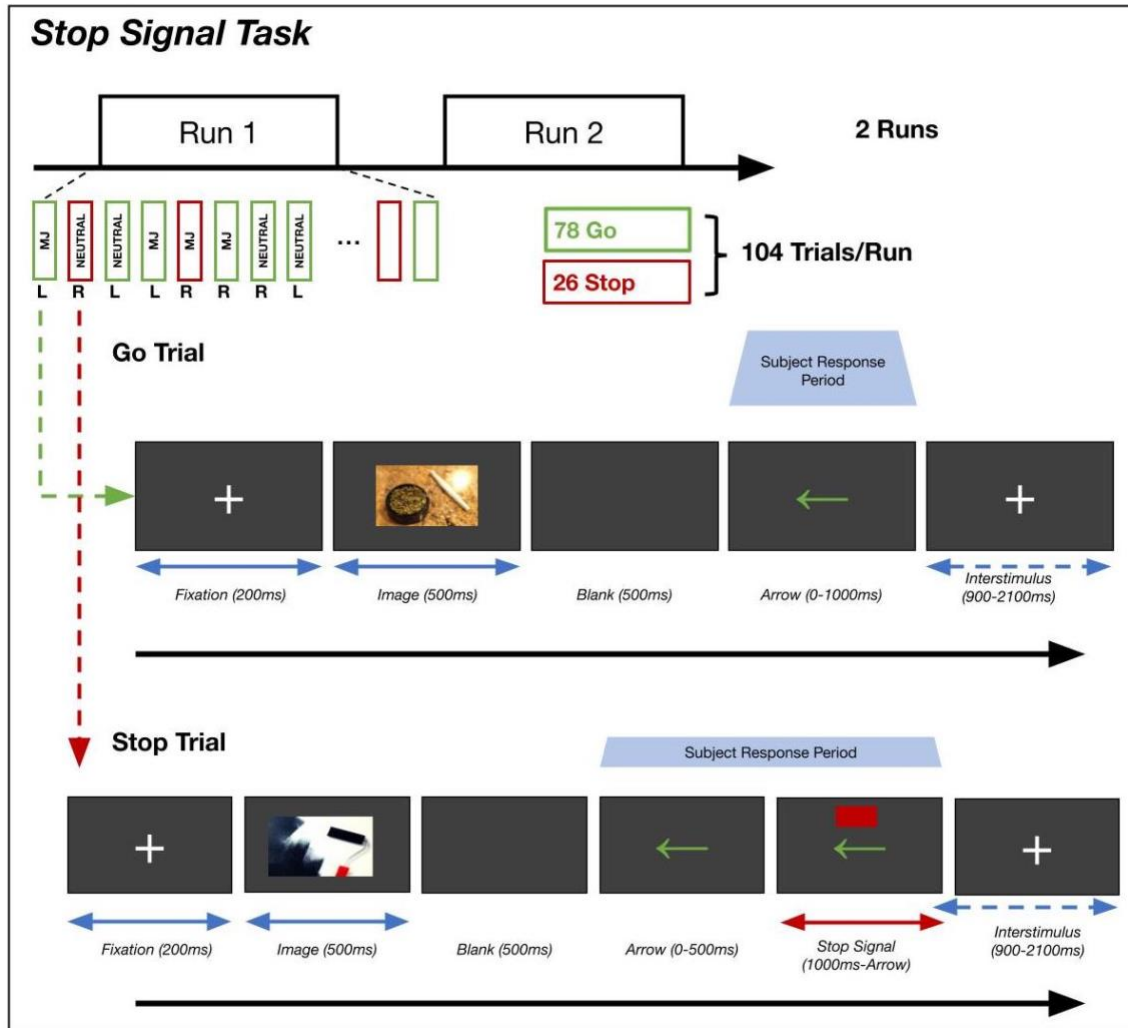 Stop Signal Task
Run 1
Run 2
2 Runs
MJ
NEUTRAL
NEUTRAL
MJ
MJ
MJ
NEUTRAL
NEUTRAL
...
L R L L R R R L
78 Go
26 Stop
104 Trials/Run
Go Trial
Subject Response
Period
Fixation (200ms)
Image (500ms)
Blank (500ms)
Arrow (0-1000ms)
Interstimulus
(900-2100ms)
Stop Trial
Subject Response Period
Fixation (200ms)
Image (500ms)
Blank (500ms)
Arrow (0-500ms)
Stop Signal
(1000ms-Arrow)
Interstimulus
(900-2100ms)